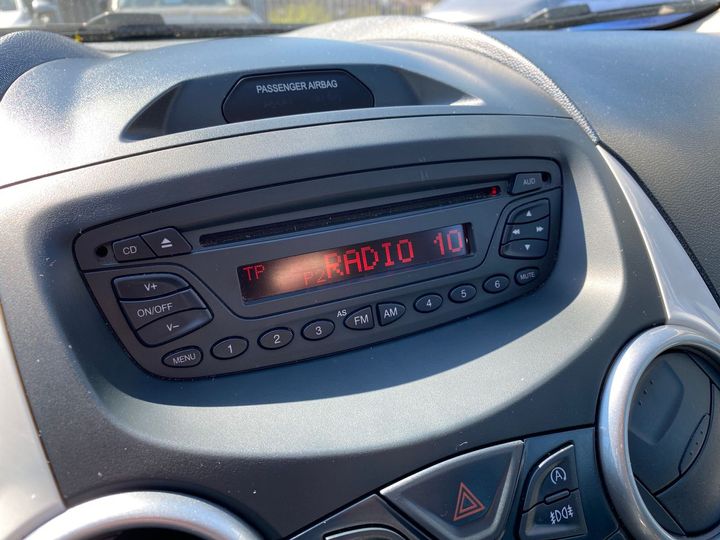 PASSENGER AIRBAG
AUD
CD
TP P2 RADIO 10
V+
ON/OFF
V–
MENU 1 2 3 AS FM AM 4 5 6 MUTE
A